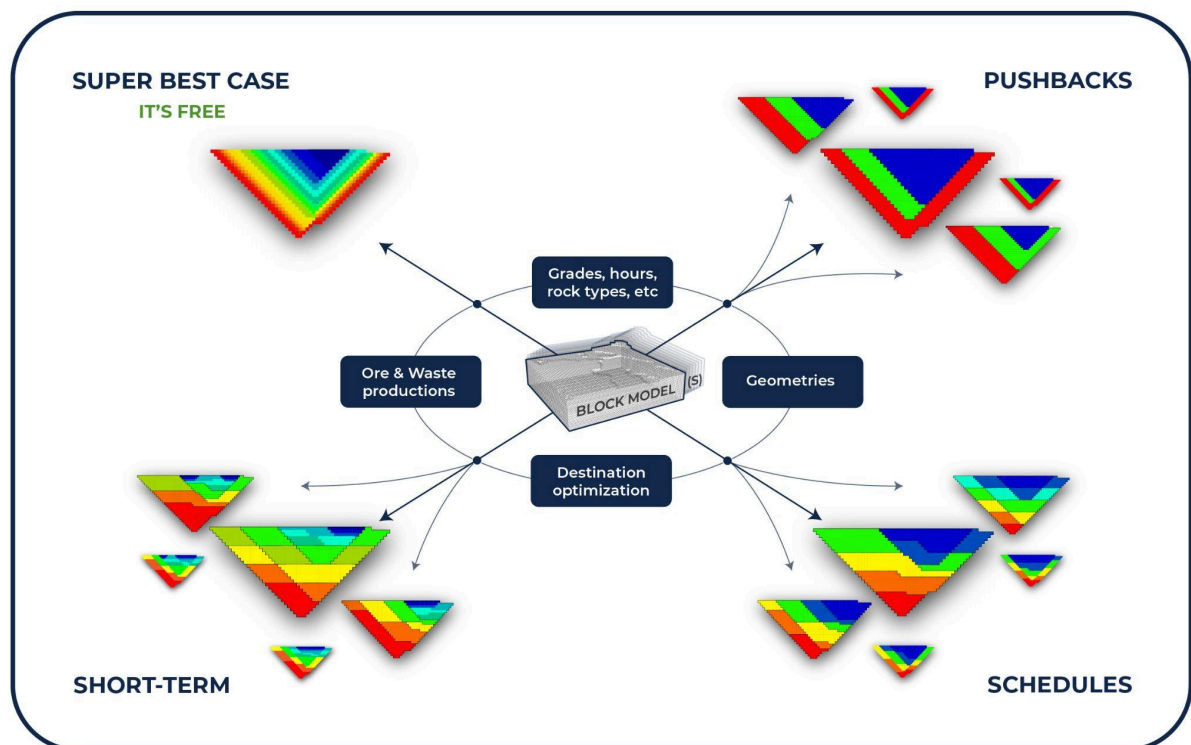 SUPER BEST CASE
IT'S FREE
PUSHBACKS
Grades, hours,
rock types, etc
Ore & Waste
productions
BLOCK MODEL (S)
Geometries
Destination
optimization
SHORT-TERM
SCHEDULES